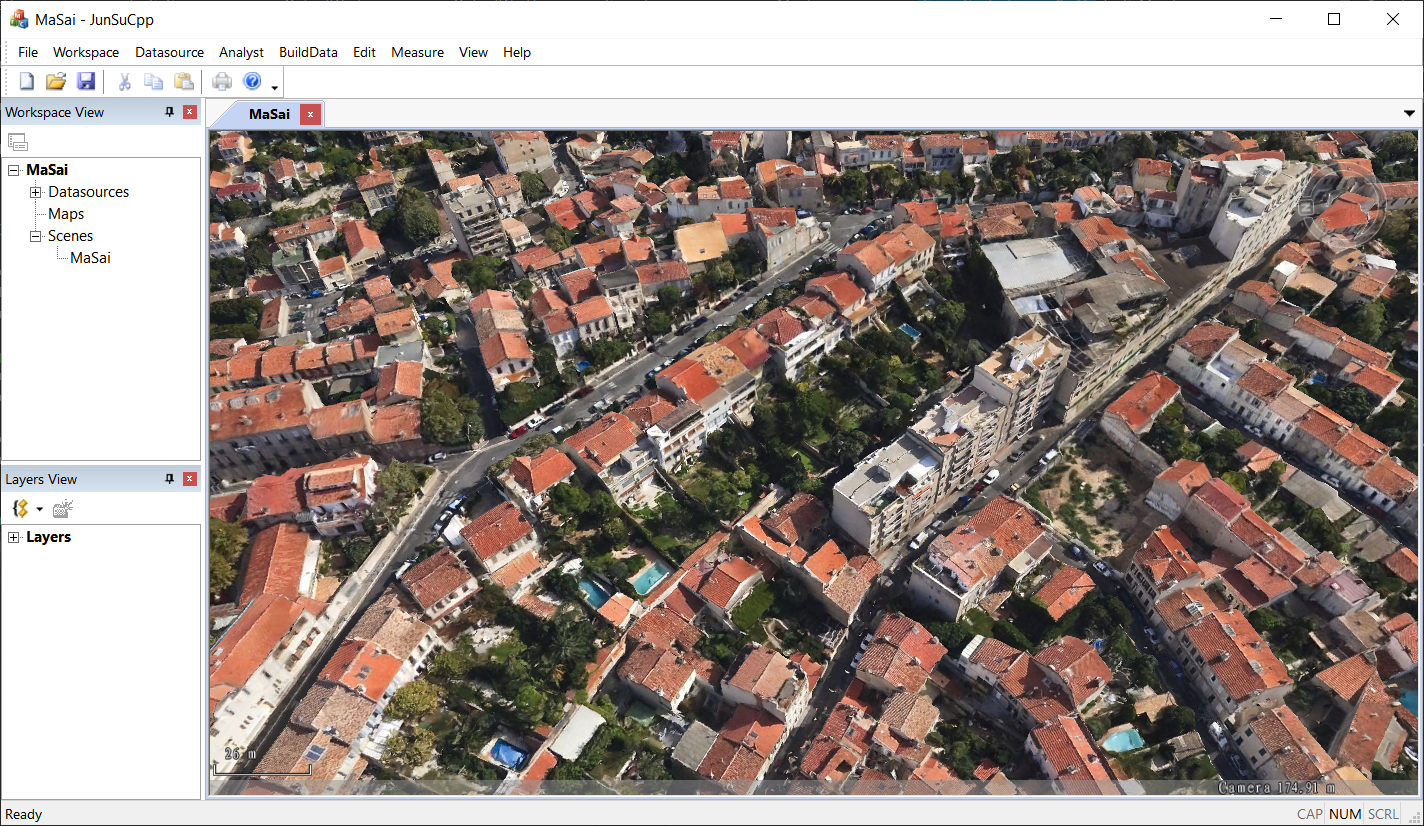 MaSai - JunSuCpp
File Workspace Datasource Analyst BuildData Edit Measure View Help
Workspace View
MaSai
MaSai
Datasources
Maps
Scenes
MaSai
Layers View
Layers
26 m
Camera 174.91 m
Ready
CAP NUM SCRL